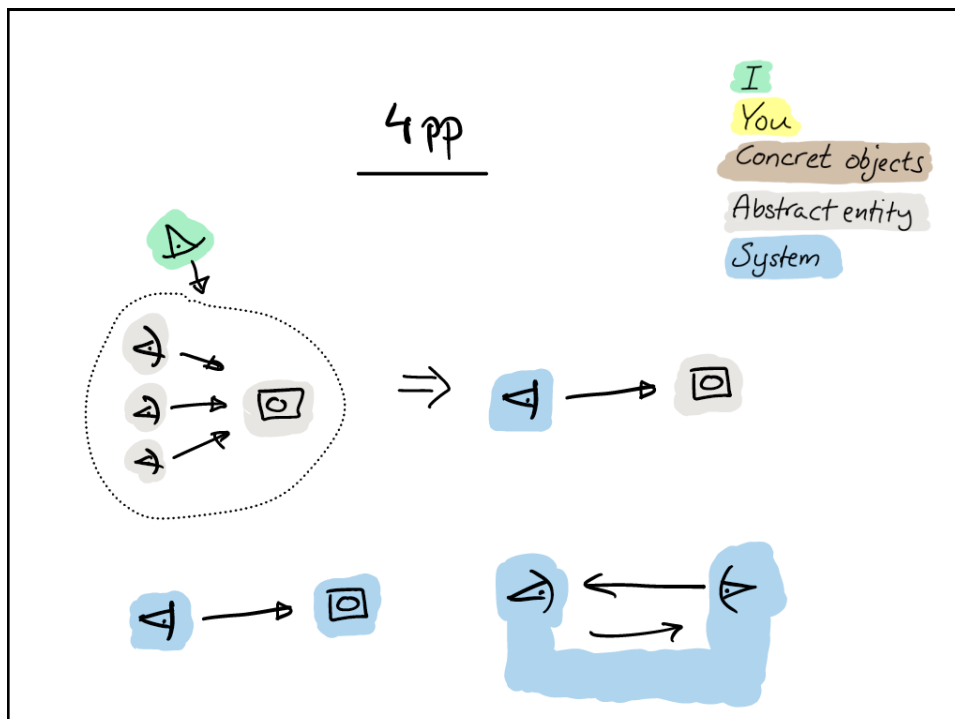 4pp
I
You
Concret objects
Abstract entity
System